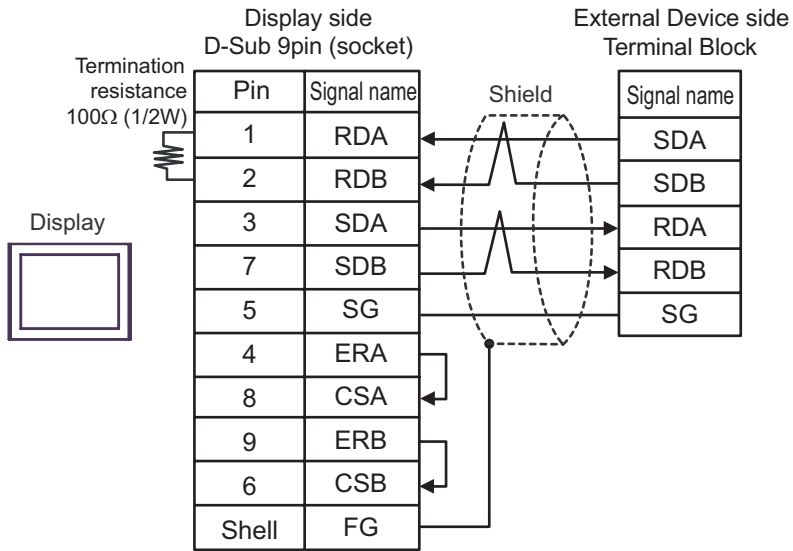 Display side
D-Sub 9pin (socket)
External Device side
Terminal Block
Termination
resistance
100Ω (1/2W)
Pin Signal name
Shield
Signal name
1 RDA
SDA
2 RDB
SDB
Display
3 SDA
RDA
7 SDB
RDB
5 SG
SG
4 ERA
8 CSA
9 ERB
6 CSB
Shell FG